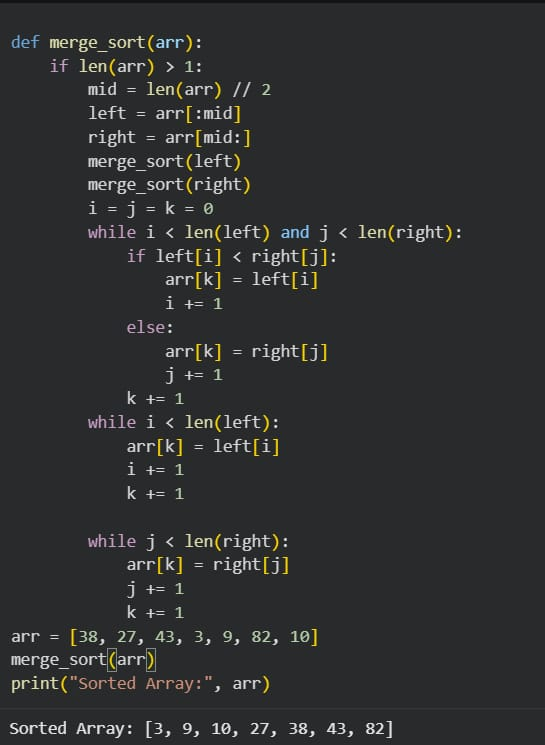 def merge_sort(arr):
    if len(arr) > 1:
        mid = len(arr) // 2
        left = arr[:mid]
        right = arr[mid:]
        merge_sort(left)
        merge_sort(right)
        i = j = k = 0
        while i < len(left) and j < len(right):
            if left[i] < right[j]:
                arr[k] = left[i]
                i += 1
            else:
                arr[k] = right[j]
                j += 1
            k += 1
        while i < len(left):
            arr[k] = left[i]
            i += 1
            k += 1

        while j < len(right):
            arr[k] = right[j]
            j += 1
            k += 1
arr = [38, 27, 43, 3, 9, 82, 10]
merge_sort(arr)
print("Sorted Array:", arr)
Sorted Array: [3, 9, 10, 27, 38, 43, 82]